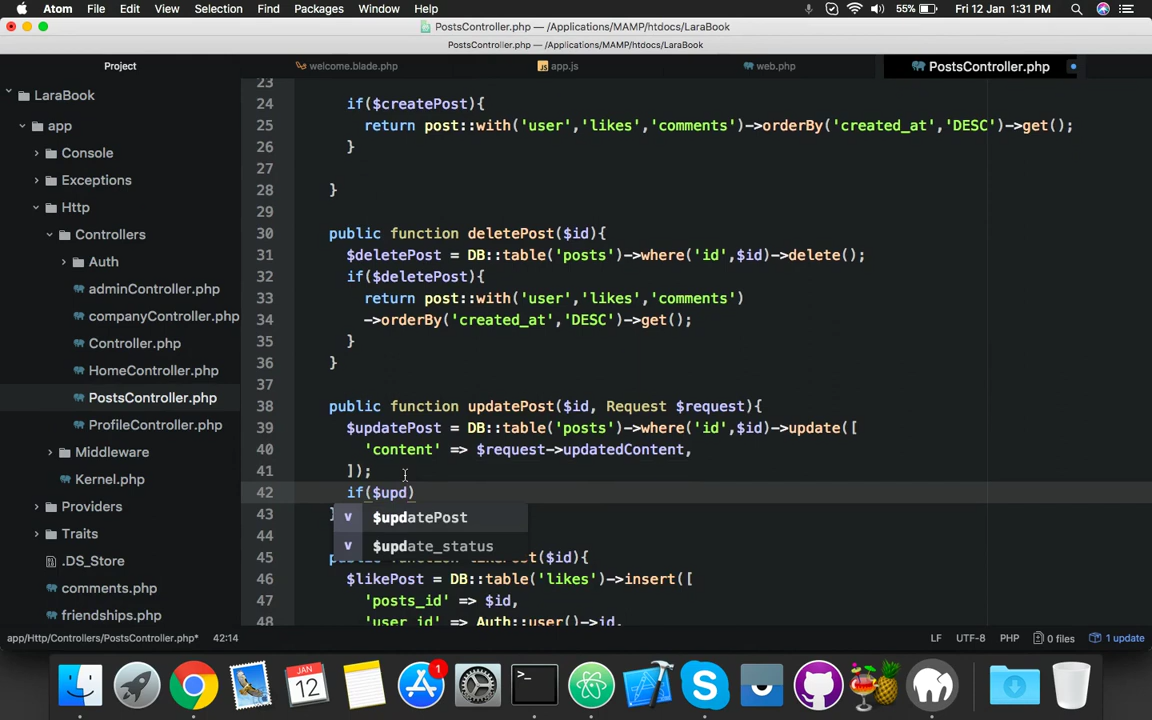 Atom File Edit View Selection Find Packages Window Help 55% Fri 12 Jan 1:31 PM
PostsController.php — /Applications/MAMP/htdocs/LaraBook
PostsController.php — /Applications/MAMP/htdocs/LaraBook
Project welcome.blade.php app.js web.php PostsController.php
LaraBook
app
Console
Exceptions
Http
Controllers
Auth
adminController.php
companyController.php
Controller.php
HomeController.php
PostsController.php
ProfileController.php
Middleware
Kernel.php
Providers
Traits
.DS_Store
comments.php
friendships.php
23
24 if($createPost){
25 return post::with('user','likes','comments')->orderBy('created_at','DESC')->get();
26 }
27
28 }
29
30 public function deletePost($id){
31 $deletePost = DB::table('posts')->where('id',$id)->delete();
32 if($deletePost){
33 return post::with('user','likes','comments')
34 ->orderBy('created_at','DESC')->get();
35 }
36 }
37
38 public function updatePost($id, Request $request){
39 $updatePost = DB::table('posts')->where('id',$id)->update([
40 'content' => $request->updatedContent,
41 ]);
42 if($upd)
43
v $updatePost
44
v $update_status
45 ($id){
46 $likePost = DB::table('likes')->insert([
47 'posts_id' => $id,
48 'user_id' => Auth::user()->id,
app/Http/Controllers/PostsController.php* 42:14 LF UTF-8 PHP 0 files 1 update
JAN
12
1
>_
S